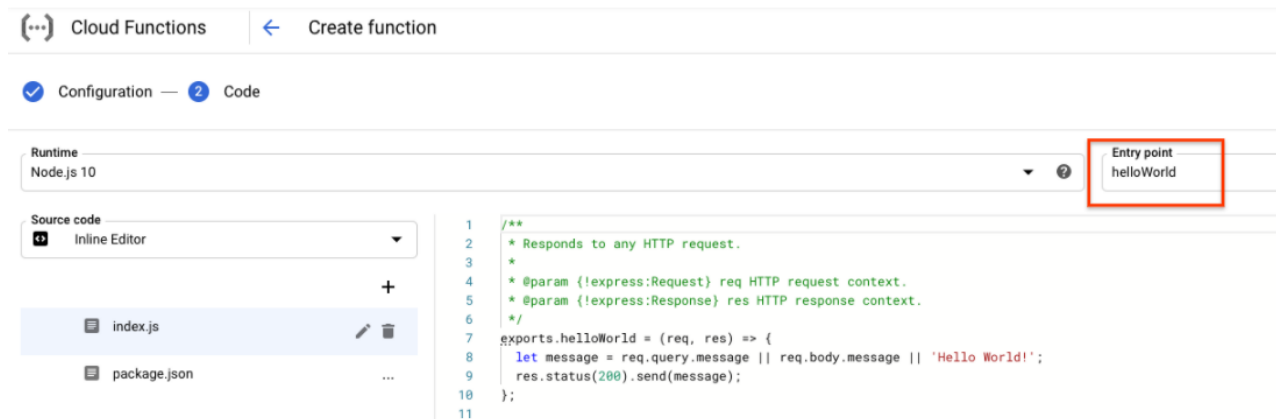 Cloud Functions Create function
Configuration — 2 Code
Runtime
Node.js 10
Entry point
helloWorld
Source code
Inline Editor
index.js
package.json
...
1 /**
2 * Responds to any HTTP request.
3 *
4 * @param {!express:Request} req HTTP request context.
5 * @param {!express:Response} res HTTP response context.
6 */
7 exports.helloWorld = (req, res) => {
8 let message = req.query.message || req.body.message || 'Hello World!';
9 res.status(200).send(message);
10 };
11